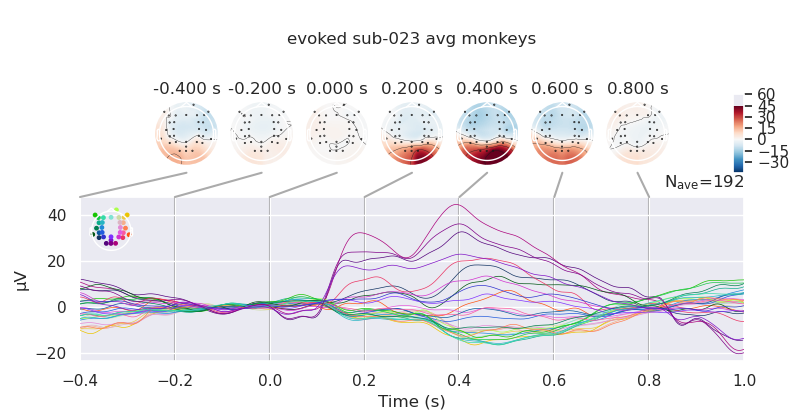 evoked sub-023 avg monkeys
-0.400 s -0.200 s 0.000 s 0.200 s 0.400 s 0.600 s 0.800 s
60
45
30
15
0
−15
−30
Nave=192
40
20
0
−20
µV
−0.4 −0.2 0.0 0.2 0.4 0.6 0.8 1.0
Time (s)